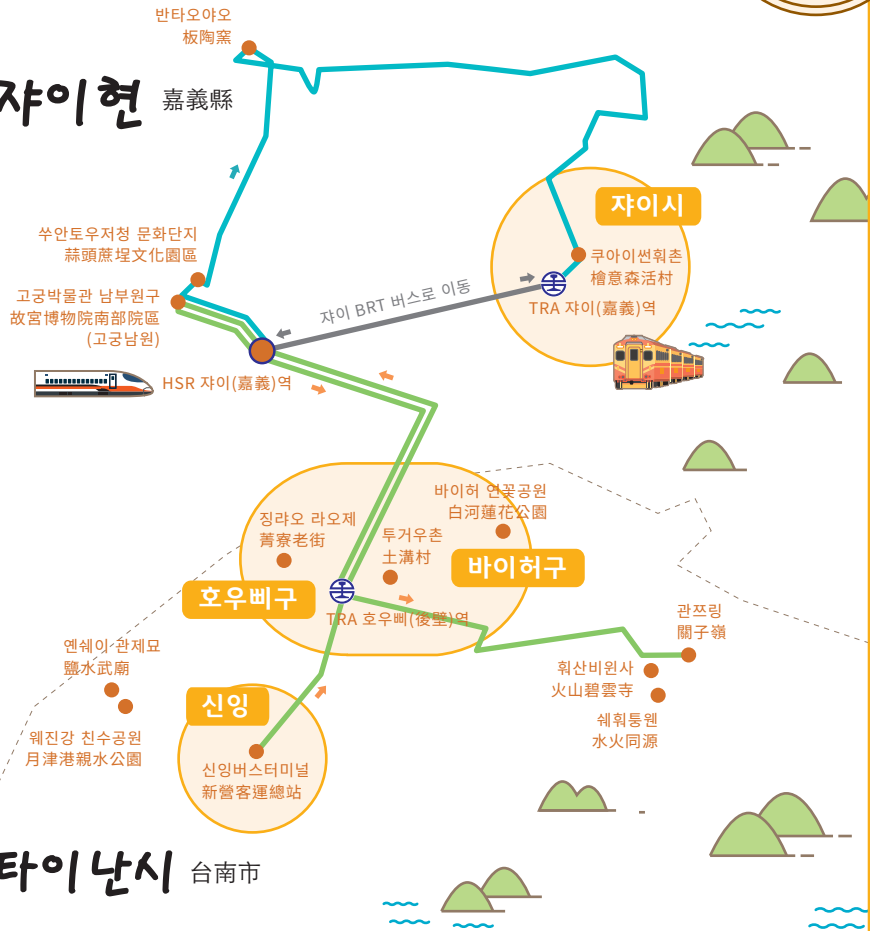 반타오야오
板陶窯
쟈이현 嘉義縣
쟈이시
쑤안토우저청 문화단지
蒜頭蔗埕文化園區
쿠아이썬훠촌
檜意森活村
고궁박물관 남부원구
故宮博物院南部院區
(고궁남원)
쟈이 BRT 버스로 이동
TRA 쟈이(嘉義)역
HSR 쟈이(嘉義)역
바이허 연꽃공원
白河蓮花公園
징랴오 라오제
菁寮老街
투거우촌
土溝村
바이허구
호우삐구
TRA 호우삐(後壁)역
관쯔링
關子嶺
옌쉐이 관제묘
鹽水武廟
훠산비윈사
火山碧雲寺
신잉
쉐훠퉁웬
水火同源
웨진강 친수공원
月津港親水公園
신잉버스터미널
新營客運總站
타이난시 台南市